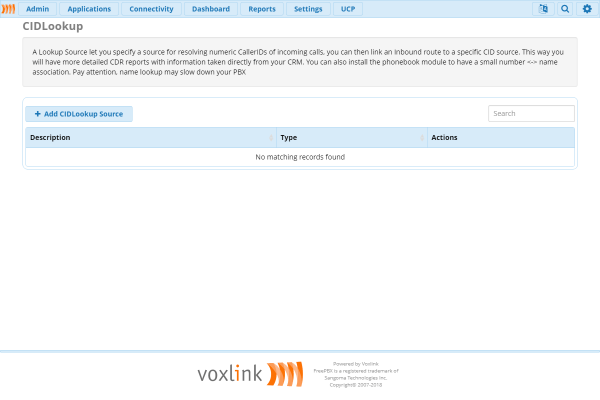 Admin Applications Connectivity Dashboard Reports Settings UCP
CIDLookup
A Lookup Source let you specify a source for resolving numeric CallerIDs of incoming calls, you can then link an Inbound route to a specific CID source. This way you
will have more detailed CDR reports with information taken directly from your CRM. You can also install the phonebook module to have a small number <-> name
association. Pay attention, name lookup may slow down your PBX
+ Add CIDLookup Source Search
Description Type Actions
No matching records found
voxlink
Powered by Voxlink
FreePBX is a registered trademark of
Sangoma Technologies Inc.
Copyright© 2007-2018